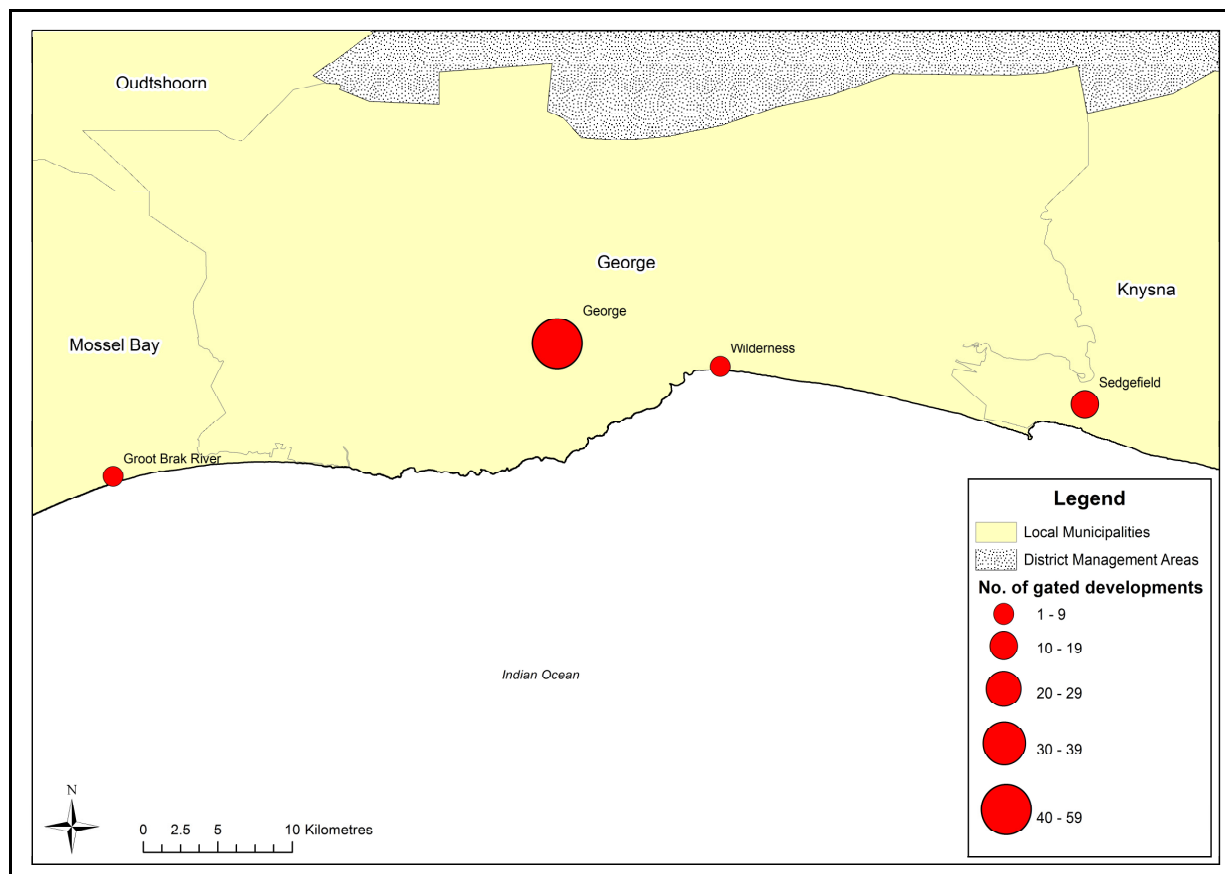 Oudtshoorn
George
Knysna
George
Mossel Bay
Wilderness
Sedgefield
Groot Brak River
Legend
Local Municipalities
District Management Areas
No. of gated developments
1 - 9
10 - 19
20 - 29
30 - 39
40 - 59
Indian Ocean
N
0 2.5 5 10 Kilometres